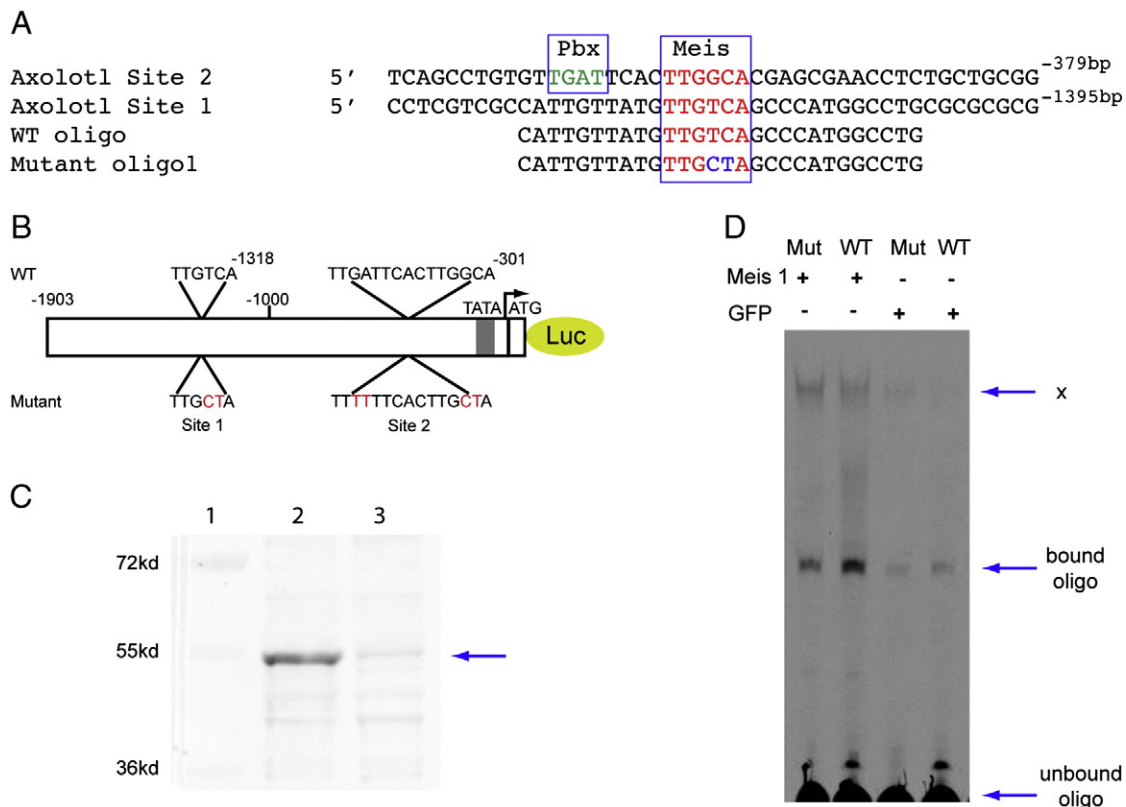 A
Pbx Meis
Axolotl Site 2 5′ TCAGCCTGTGTTGATTCACTTGGCACGAGCGAACCTCTGCTGCGG -379bp
Axolotl Site 1 5′ CCTCGTCGCCATTGTTATGTTGTCAGCCCATGGCCTGCGCGCGCG -1395bp
WT oligo CATTGTTATGTTGTCAGCCCATGGCCTG
Mutant oligo1 CATTGTTATGTTGCTAGCCCATGGCCTG
B
WT TTGTCA -1318 TTGATTCACTTGGCA -301
-1903 -1000 TATA ATG
Luc
Mutant TTGCTA TTTTTTCACTTGCTA
Site 1 Site 2
C
1 2 3
72kd
55kd
36kd
D
Mut WT Mut WT
Meis 1 + + - -
GFP - - + +
x
bound
oligo
unbound
oligo